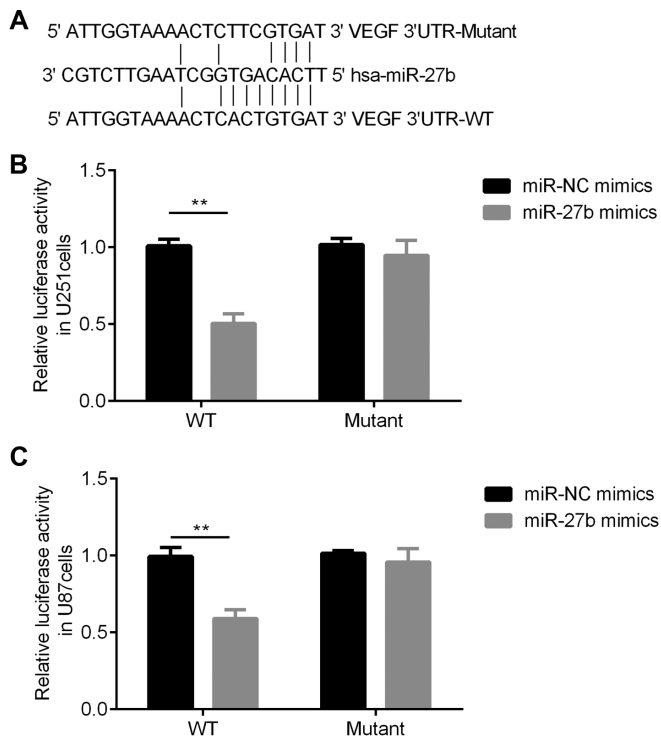 A
5' ATTGGTAAAACTCTTCGTGAT 3' VEGF 3'UTR-Mutant
3' CGTCTTGAATCGGTGACACTT 5' hsa-miR-27b
5' ATTGGTAAAACTCACTGTGAT 3' VEGF 3'UTR-WT
B
Relative luciferase activity
in U251cells
1.5
1.0
0.5
0.0
**
WT
Mutant
miR-NC mimics
miR-27b mimics
C
Relative luciferase activity
in U87cells
1.5
1.0
0.5
0.0
**
WT
Mutant
miR-NC mimics
miR-27b mimics